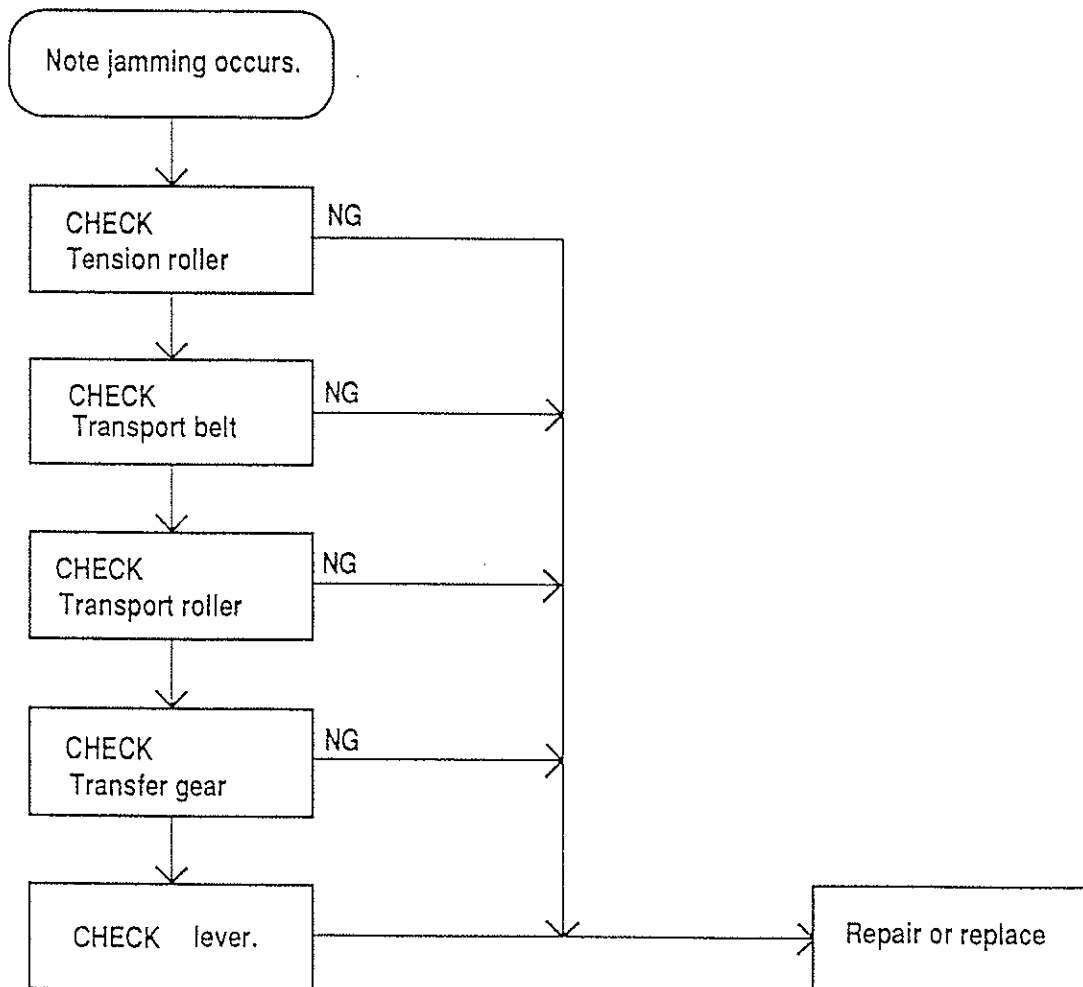 Note jamming occurs.
CHECK
Tension roller
NG
CHECK
Transport belt
NG
CHECK
Transport roller
NG
CHECK
Transfer gear
NG
CHECK lever.
Repair or replace